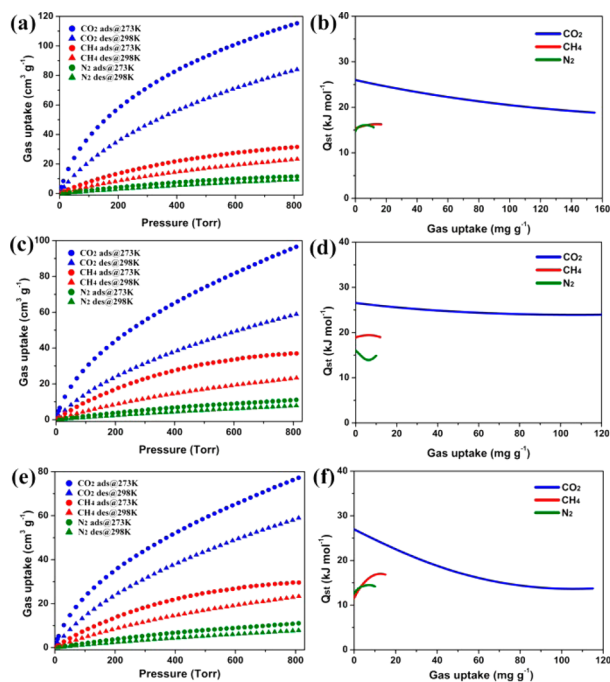 (a)
120
100
80
60
40
20
0
Gas uptake (cm³ g⁻¹)
CO₂ ads@273K
CO₂ des@298K
CH₄ ads@273K
CH₄ des@298K
N₂ ads@273K
N₂ des@298K
0 200 400 600 800
Pressure (Torr)
(b)
40
30
20
10
0
Qst (kJ mol⁻¹)
CO₂
CH₄
N₂
0 20 40 60 80 100 120 140 160
Gas uptake (mg g⁻¹)
(c)
100
80
60
40
20
0
Gas uptake (cm³ g⁻¹)
CO₂ ads@273K
CO₂ des@298K
CH₄ ads@273K
CH₄ des@298K
N₂ ads@273K
N₂ des@298K
0 200 400 600 800
Pressure (Torr)
(d)
40
30
20
10
0
Qst (kJ mol⁻¹)
CO₂
CH₄
N₂
0 20 40 60 80 100 120
Gas uptake (mg g⁻¹)
(e)
80
60
40
20
0
Gas uptake (cm³ g⁻¹)
CO₂ ads@273K
CO₂ des@298K
CH₄ ads@273K
CH₄ des@298K
N₂ ads@273K
N₂ des@298K
0 200 400 600 800
Pressure (Torr)
(f)
40
30
20
10
0
Qst (kJ mol⁻¹)
CO₂
CH₄
N₂
0 20 40 60 80 100 120
Gas uptake (mg g⁻¹)